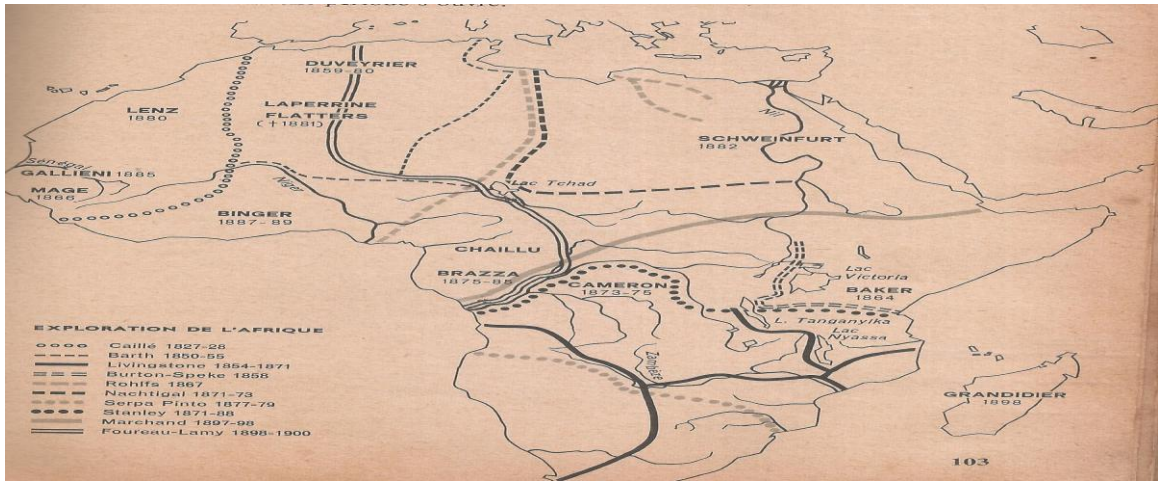 période s'ouvre.
DUVEYRIER
1859-80
LENZ
1880
LAPERRINE
FLATTERS
(†1881)
Nil
SCHWEINFURT
1882
Sénégal
GALLIENI 1885
MAGE
1866
Niger
BINGER
1887-89
Lac Tchad
CHAILLU
BRAZZA
1875-85
CAMERON
1873-75
Lac
Victoria
BAKER
1864
L. Tanganyika
Lac
Nyassa
Zambèze
GRANDIDIER
1898
EXPLORATION DE L'AFRIQUE
Caillé 1827-28
Barth 1850-55
Livingstone 1854-1871
Burton-Speke 1858
Rohlfs 1867
Nachtigal 1871-73
Serpa Pinto 1877-79
Stanley 1871-88
Marchand 1897-98
Foureau-Lamy 1898-1900
103